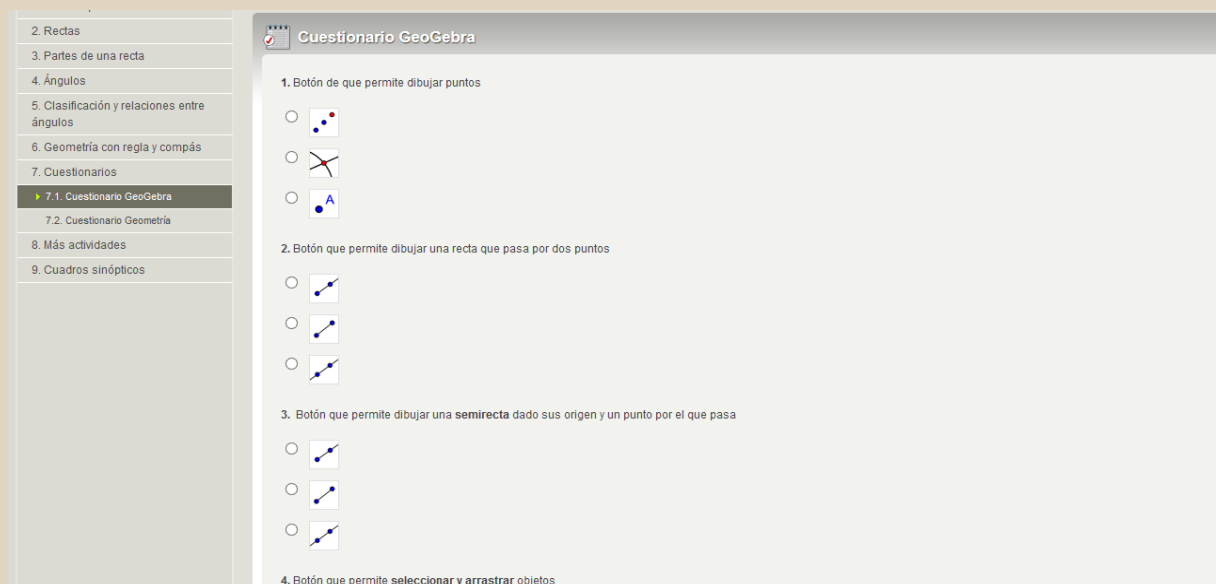 2. Rectas
3. Partes de una recta
4. Ángulos
5. Clasificación y relaciones entre
ángulos
6. Geometría con regla y compás
7. Cuestionarios
7.1. Cuestionario GeoGebra
7.2. Cuestionario Geometría
8. Más actividades
9. Cuadros sinópticos
Cuestionario GeoGebra
1. Botón de que permite dibujar puntos
A
2. Botón que permite dibujar una recta que pasa por dos puntos
3. Botón que permite dibujar una semirecta dado sus origen y un punto por el que pasa
4. Botón que permite seleccionar y arrastrar objetos